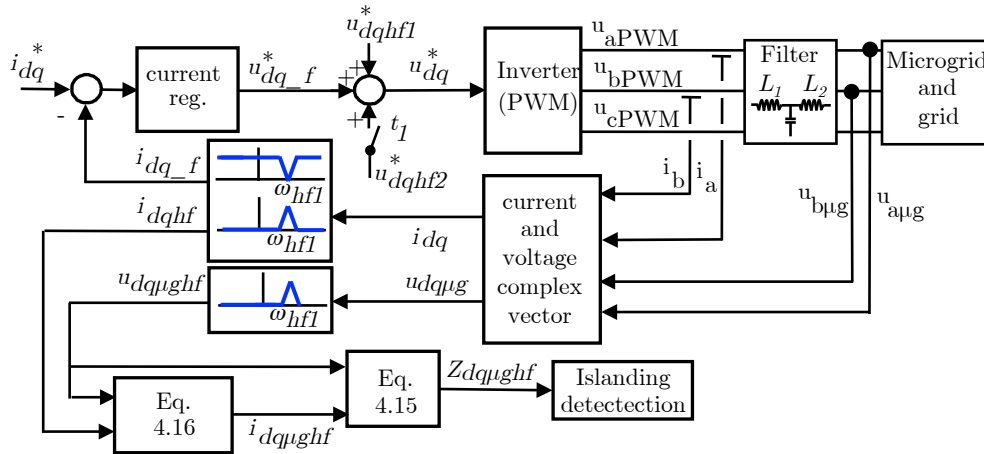 i*dq
-
current
reg.
u*dq_f
+
+
+
u*dqhf1
u*dq
t1
u*dqhf2
Inverter
(PWM)
uaPWM
ubPWM
ucPWM
Filter
L1 L2
Microgrid
and
grid
ib ia
ubμg
uaμg
idq_f
ωhf1
idqhf
ωhf1
idq
current
and
voltage
complex
vector
udqμghf
ωhf1
udqμg
Eq.
4.16
idqμghf
Eq.
4.15
Zdqμghf
Islanding
detectection